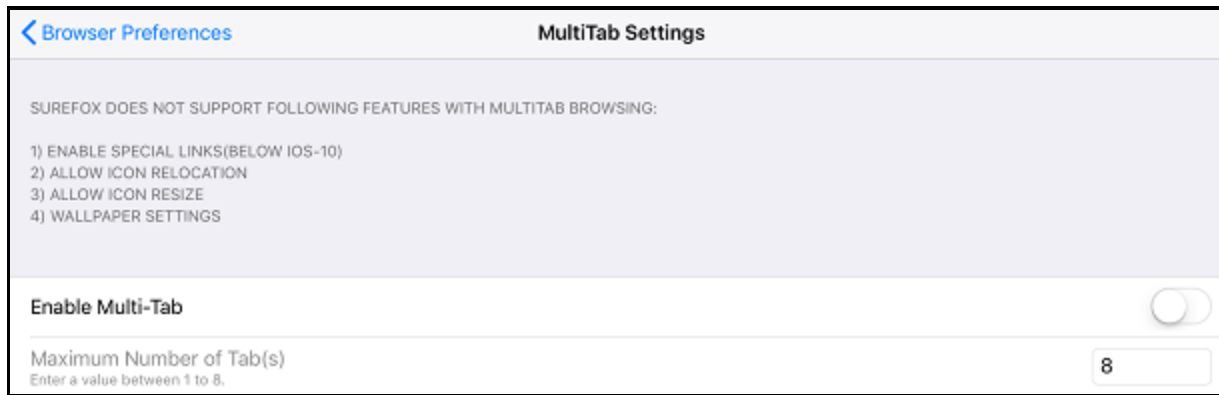 Browser Preferences
MultiTab Settings
SUREFOX DOES NOT SUPPORT FOLLOWING FEATURES WITH MULTITAB BROWSING:
1) ENABLE SPECIAL LINKS(BELOW IOS-10)
2) ALLOW ICON RELOCATION
3) ALLOW ICON RESIZE
4) WALLPAPER SETTINGS
Enable Multi-Tab
Maximum Number of Tab(s)
8
Enter a value between 1 to 8.